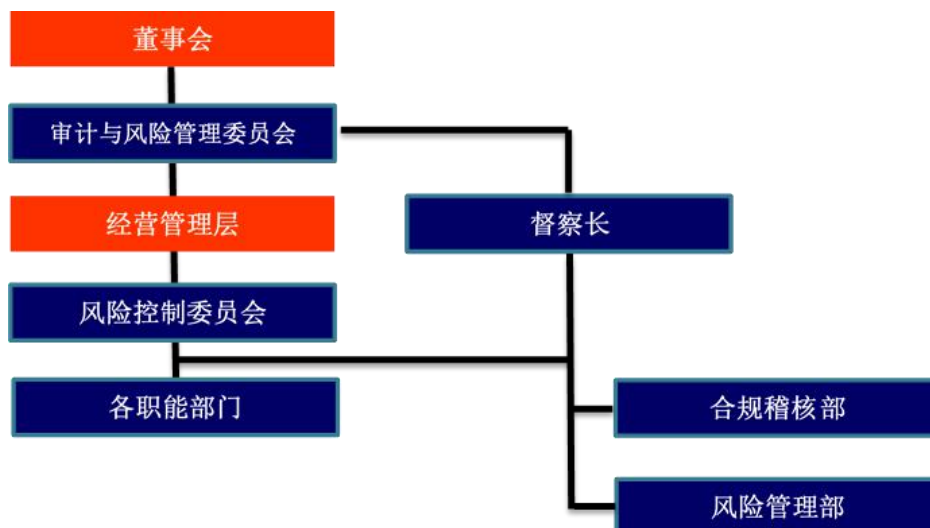 董事会
审计与风险管理委员会
经营管理层
督察长
风险控制委员会
各职能部门
合规稽核部
风险管理部